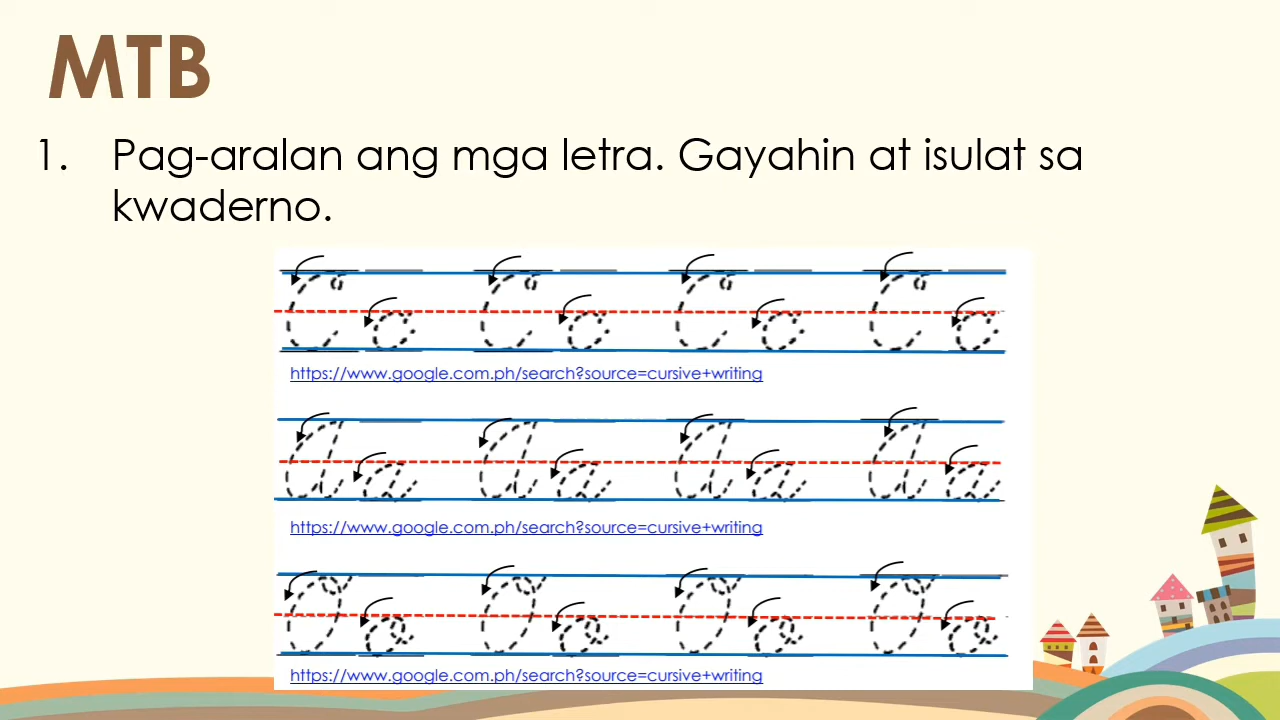 MTB
1. Pag-aralan ang mga letra. Gayahin at isulat sa
kwaderno.
C c C c C c C c
https://www.google.com.ph/search?source=cursive+writing
A a A a A a A a
https://www.google.com.ph/search?source=cursive+writing
O o O o O o O o
https://www.google.com.ph/search?source=cursive+writing